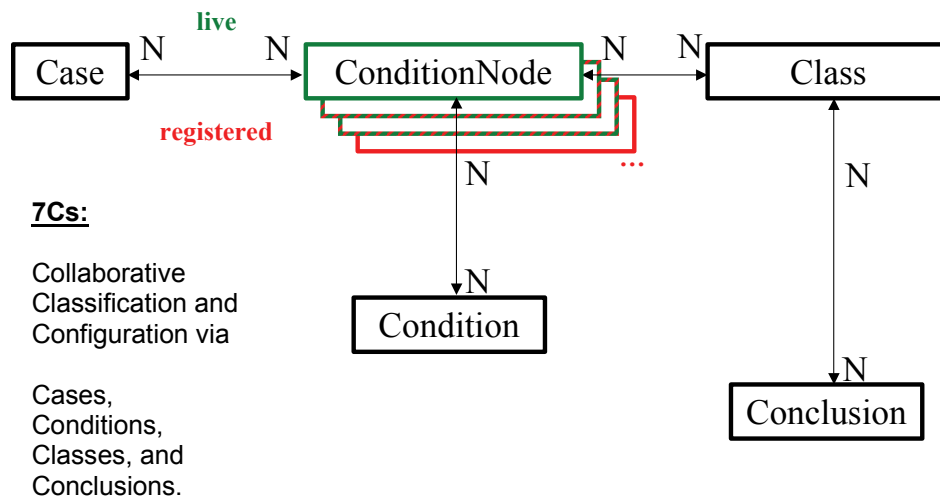 live
N
N
N
N
Case
ConditionNode
Class
registered
...
N
N
7Cs:
Collaborative
Classification and
Configuration via
N
Condition
Cases,
Conditions,
Classes, and
Conclusions.
N
Conclusion